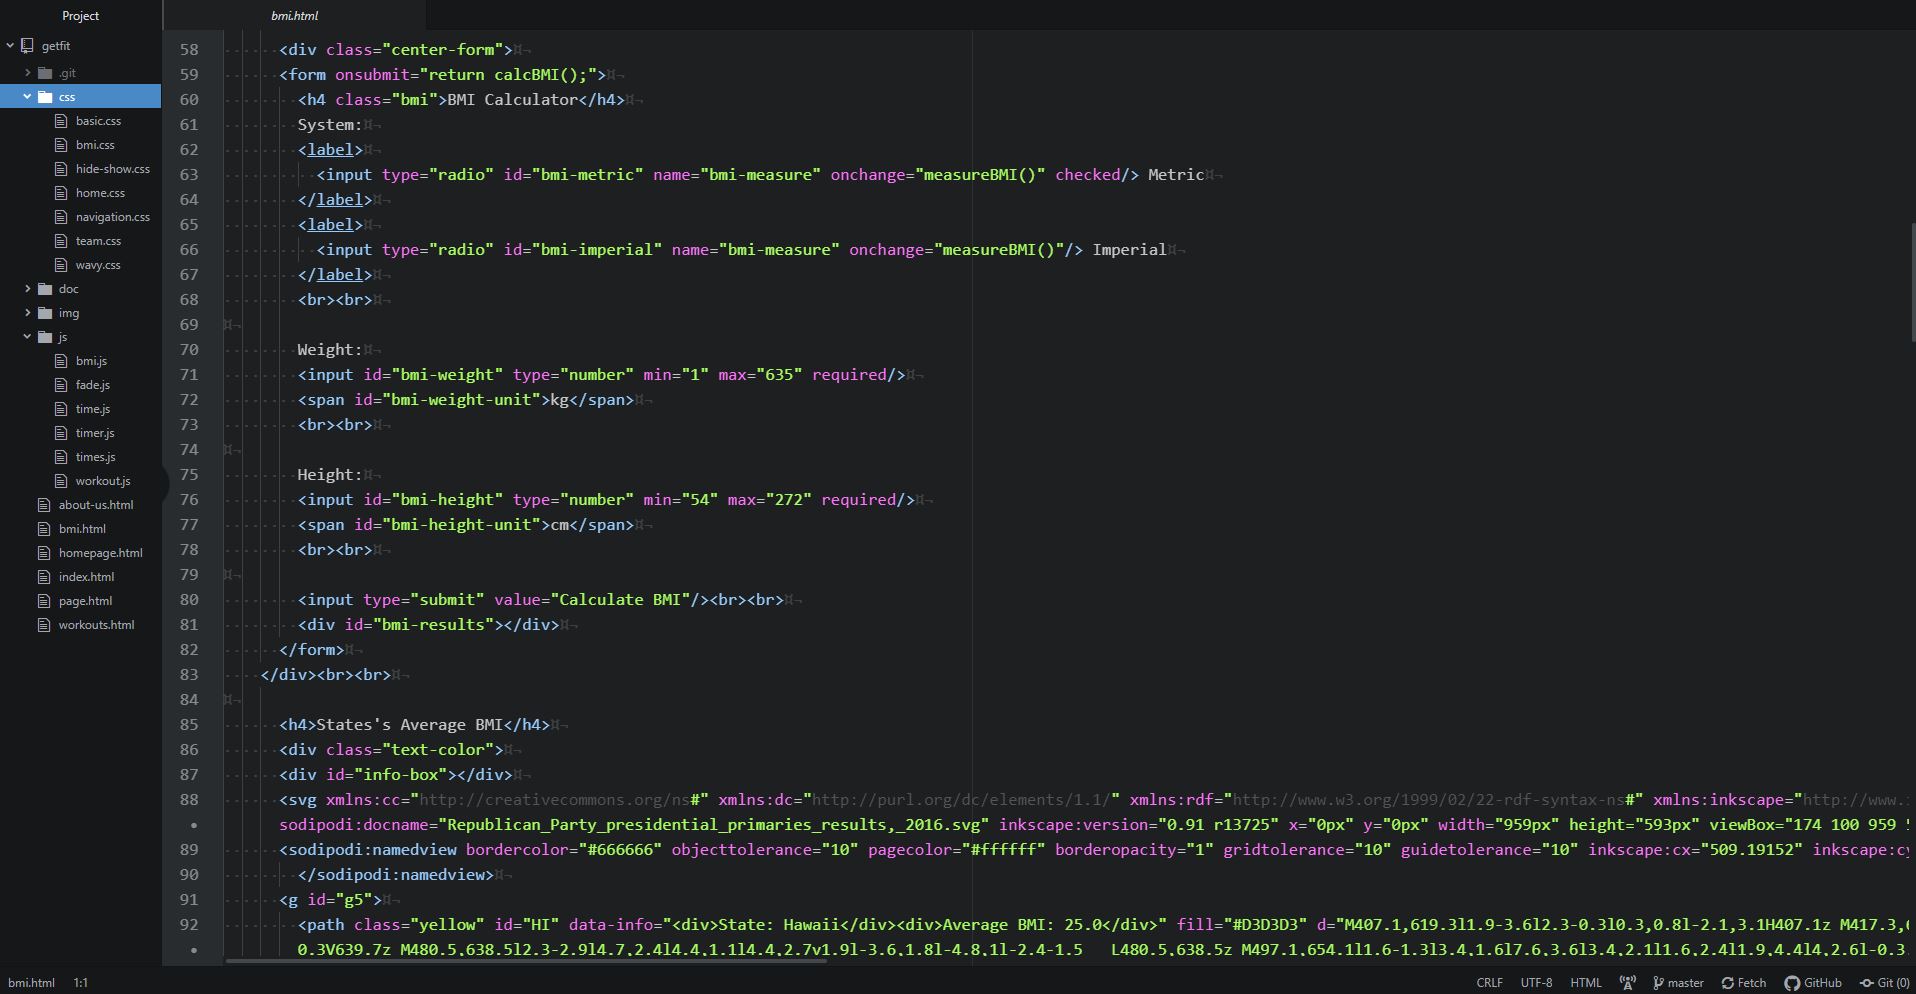 Project
bmi.html
getfit
.git
css
basic.css
bmi.css
hide-show.css
home.css
navigation.css
team.css
wavy.css
doc
img
js
bmi.js
fade.js
time.js
timer.js
times.js
workout.js
about-us.html
bmi.html
homepage.html
index.html
page.html
workouts.html
58 <div class="center-form">
59 <form onsubmit="return calcBMI();">
60 <h4 class="bmi">BMI Calculator</h4>
61 System:
62 <label>
63 <input type="radio" id="bmi-metric" name="bmi-measure" onchange="measureBMI()" checked/> Metric
64 </label>
65 <label>
66 <input type="radio" id="bmi-imperial" name="bmi-measure" onchange="measureBMI()"/> Imperial
67 </label>
68 <br><br>
69
70 Weight:
71 <input id="bmi-weight" type="number" min="1" max="635" required/>
72 <span id="bmi-weight-unit">kg</span>
73 <br><br>
74
75 Height:
76 <input id="bmi-height" type="number" min="54" max="272" required/>
77 <span id="bmi-height-unit">cm</span>
78 <br><br>
79
80 <input type="submit" value="Calculate BMI"/><br><br>
81 <div id="bmi-results"></div>
82 </form>
83 </div><br><br>
84
85 <h4>States's Average BMI</h4>
86 <div class="text-color">
87 <div id="info-box"></div>
88 <svg xmlns:cc="http://creativecommons.org/ns#" xmlns:dc="http://purl.org/dc/elements/1.1/" xmlns:rdf="http://www.w3.org/1999/02/22-rdf-syntax-ns#" xmlns:inkscape="http://www.
• sodipodi:docname="Republican_Party_presidential_primaries_results,_2016.svg" inkscape:version="0.91 r13725" x="0px" y="0px" width="959px" height="593px" viewBox="174 100 959
89 <sodipodi:namedview bordercolor="#666666" objecttolerance="10" pagecolor="#ffffff" borderopacity="1" gridtolerance="10" guidetolerance="10" inkscape:cx="509.19152" inkscape:cy
90 </sodipodi:namedview>
91 <g id="g5">
92 <path class="yellow" id="HI" data-info="<div>State: Hawaii</div><div>Average BMI: 25.0</div>" fill="#D3D3D3" d="M407.1,619.3l1.9-3.6l2.3-0.3l0.3,0.8l-2.1,3.1H407.1z M417.3,
• 0.3V639.7z M480.5,638.5l2.3-2.9l4.7,2.4l4.4,1.1l4.4,2.7v1.9l-3.6,1.8l-4.8,1l-2.4-1.5 L480.5,638.5z M497.1,654.1l1.6-1.3l3.4,1.6l7.6,3.6l3.4,2.1l1.6,2.4l1.9,4.4l4,2.6l-0.3
bmi.html 1:1
CRLF UTF-8 HTML master Fetch GitHub Git (0)